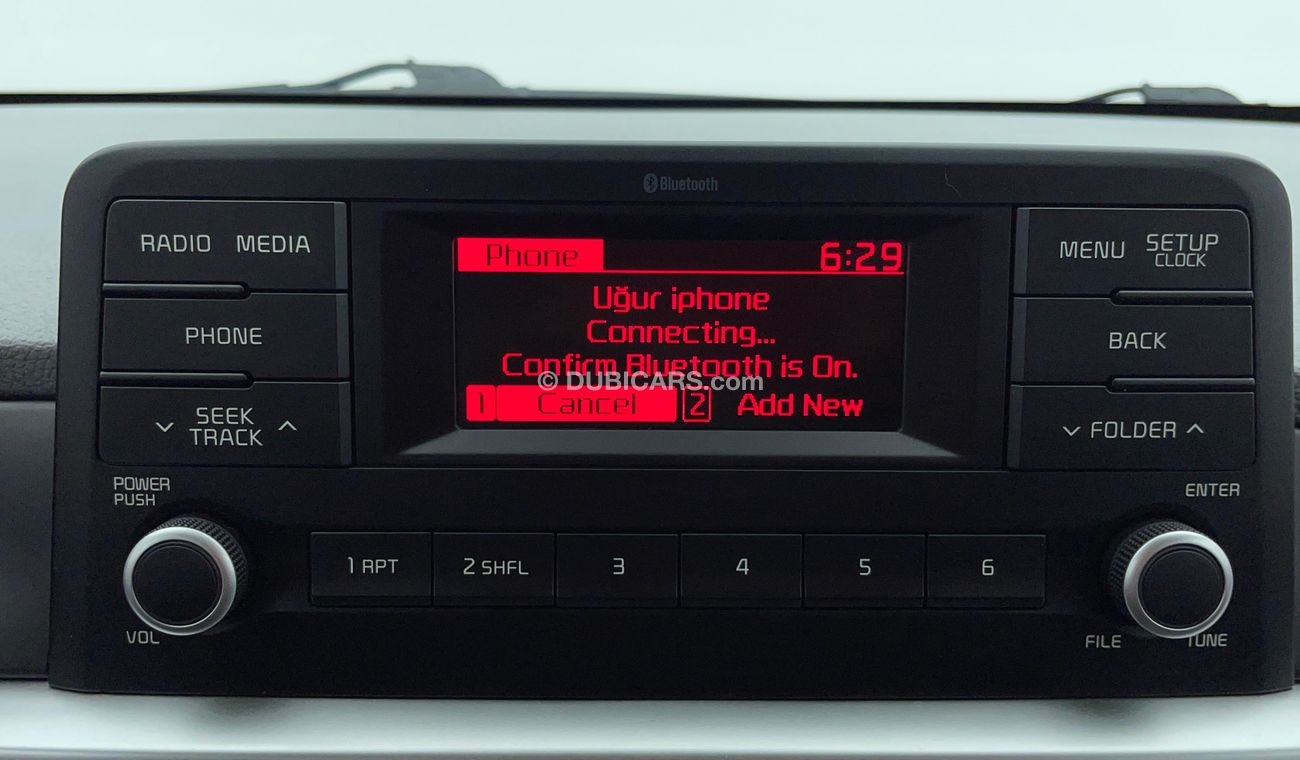 Bluetooth
RADIO MEDIA
PHONE
SEEK
TRACK
POWER
PUSH
VOL
Phone 6:29
Uğur iphone
Connecting...
Confirm Bluetooth is On.
© DUBICARS.com
1 Cancel 2 Add New
MENU SETUP
CLOCK
BACK
FOLDER
ENTER
1 RPT 2 SHFL 3 4 5 6
FILE TUNE